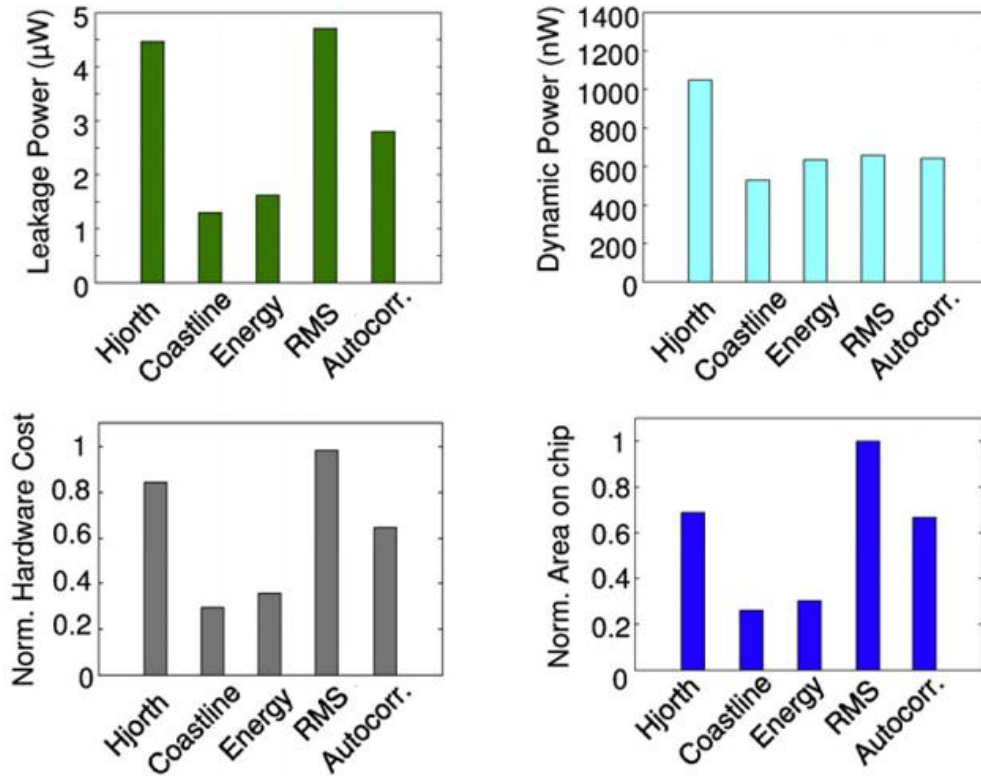 Leakage Power (µW)
5
4
3
2
1
0
Hjorth
Coastline
Energy
RMS
Autocorr.
Dynamic Power (nW)
1400
1200
1000
800
600
400
200
0
Hjorth
Coastline
Energy
RMS
Autocorr.
Norm. Hardware Cost
1
0.8
0.6
0.4
0.2
0
Hjorth
Coastline
Energy
RMS
Autocorr.
Norm. Area on chip
1
0.8
0.6
0.4
0.2
0
Hjorth
Coastline
Energy
RMS
Autocorr.